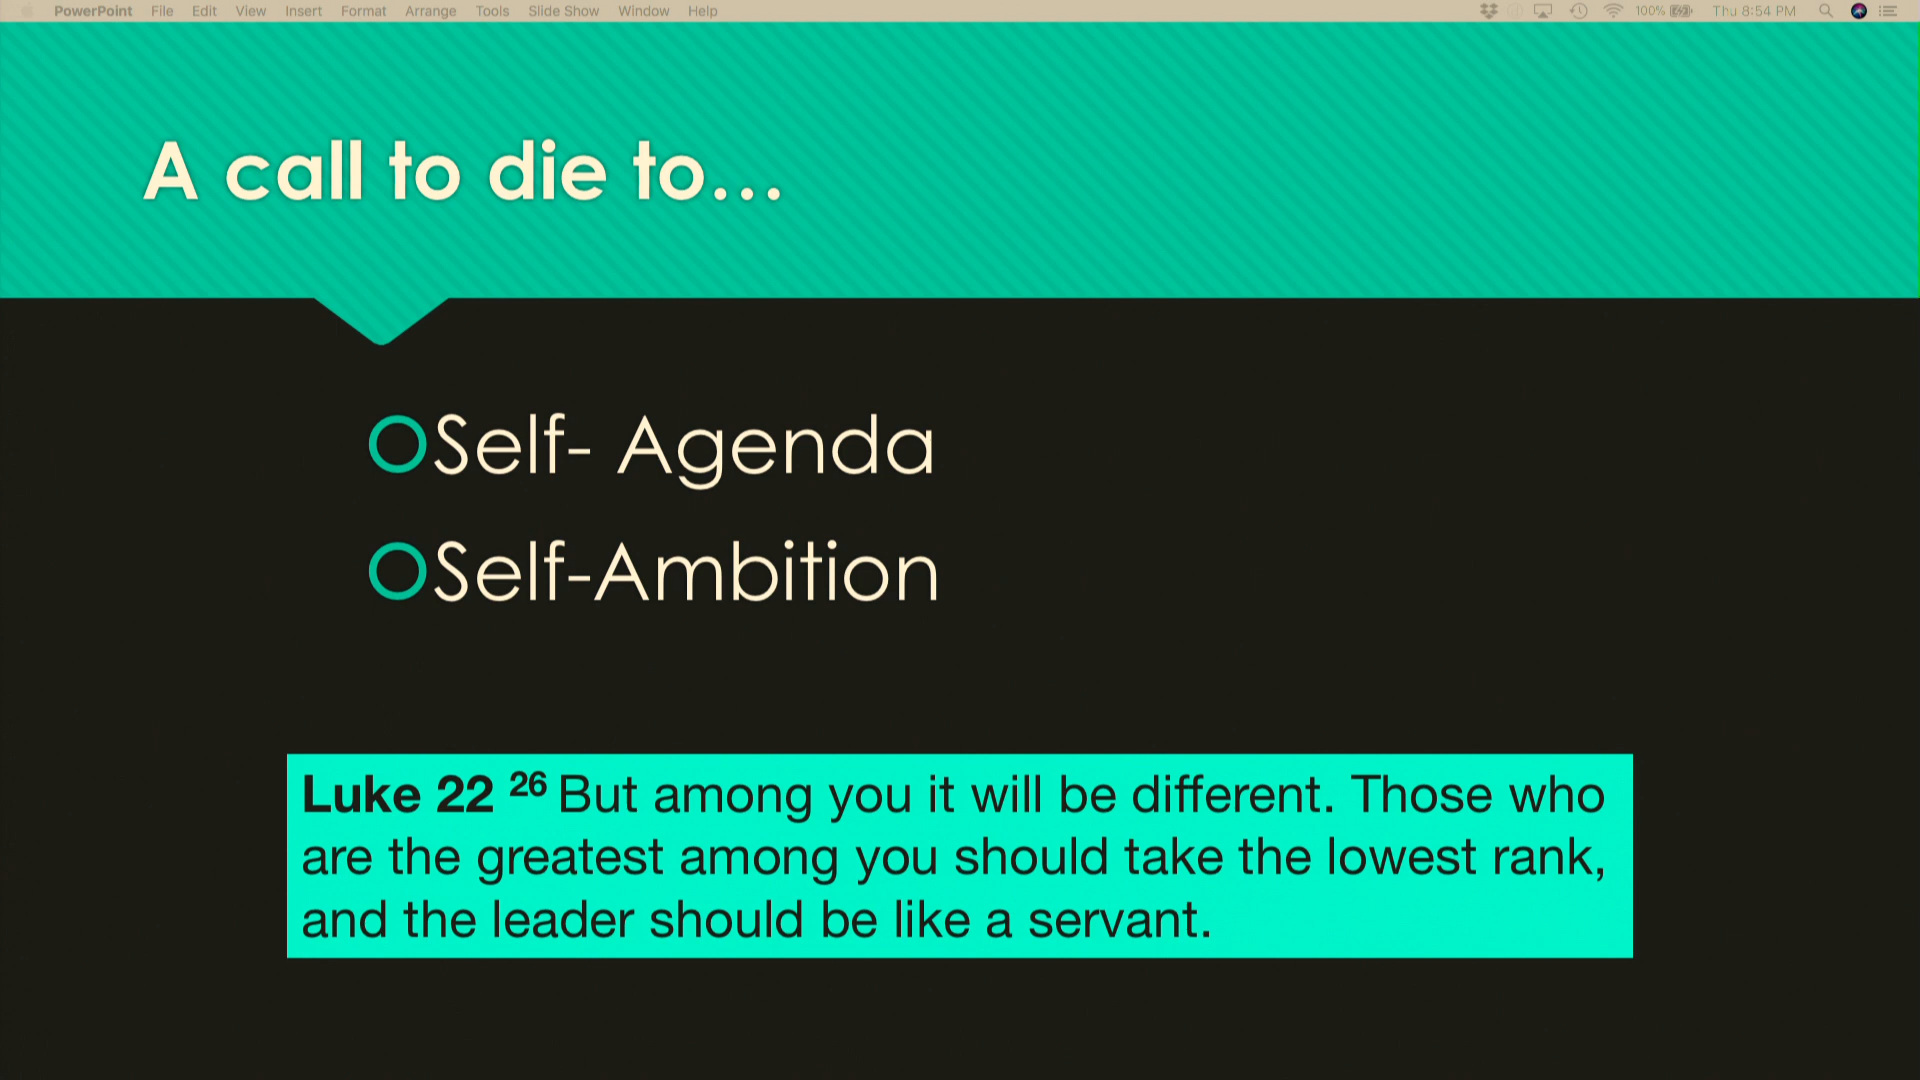 PowerPoint File Edit View Insert Format Arrange Tools Slide Show Window Help 100% Thu 8:54 PM
A call to die to...
Self- Agenda
Self-Ambition
Luke 22 26 But among you it will be different. Those who
are the greatest among you should take the lowest rank,
and the leader should be like a servant.